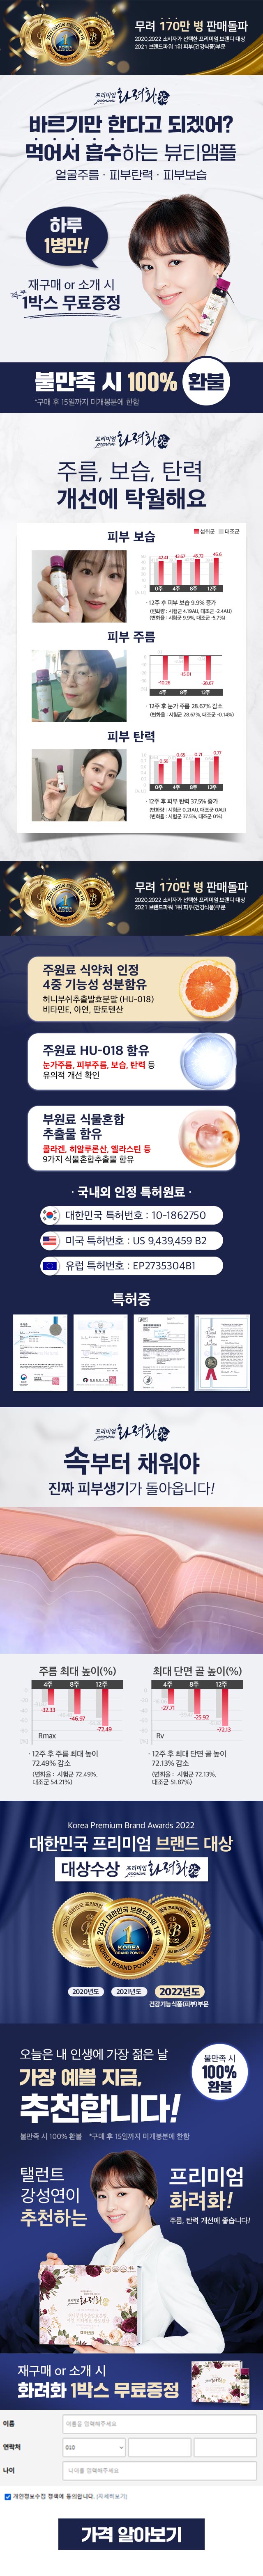 무려 170만 병 판매돌파
2020,2022 소비자가 선택한 프리미엄 브랜디 대상
2021 브랜드파워 1위 피부(건강식품)부문
프리미엄 화려화
premium
바르기만 한다고 되겠어?
먹어서 흡수하는 뷰티앰플
얼굴주름 · 피부탄력 · 피부보습
하루
1병만!
재구매 or 소개 시
1박스 무료증정
불만족 시 100% 환불
*구매 후 15일까지 미개봉분에 한함
프리미엄 화려화
premium
주름, 보습, 탄력
개선에 탁월해요
섭취군 대조군
피부 보습
42.41 43.67 45.73 46.6
0주 4주 8주 12주
· 12주 후 피부 보습 9.9% 증가
(변화량 : 시험군 4.19AU, 대조군 -2.6AU)
(변화율 : 시험군 9.9%, 대조군 -5.7%)
피부 주름
-10.26 -15.01 -28.67
4주 8주 12주
· 12주 후 눈가 주름 28.67% 감소
(변화율 : 시험군 28.67%, 대조군 -0.14%)
피부 탄력
0.56 0.65 0.71 0.77
0주 4주 8주 12주
· 12주 후 피부 탄력 37.5% 증가
(변화량 : 시험군 0.21AU, 대조군 0AU)
(변화율 : 시험군 37.5%, 대조군 0%)
무려 170만 병 판매돌파
2020,2022 소비자가 선택한 프리미엄 브랜디 대상
2021 브랜드파워 1위 피부(건강식품)부문
주원료 식약처 인정
4중 기능성 성분함유
허니부쉬추출발효분말 (HU-018)
비타민E, 아연, 판토텐산
주원료 HU-018 함유
눈가주름, 피부주름, 보습, 탄력 등
유의적 개선 확인
부원료 식물혼합
추출물 함유
콜라겐, 히알루론산, 엘라스틴 등
9가지 식물혼합추출물 함유
· 국내외 인정 특허원료 ·
대한민국 특허번호 : 10-1862750
미국 특허번호 : US 9,439,459 B2
유럽 특허번호 : EP2735304B1
특허증
프리미엄 화려화
premium
속부터 채워야
진짜 피부생기가 돌아옵니다!
주름 최대 높이(%)
4주 8주 12주
-32.33 -46.97 -72.49
Rmax
· 12주 후 주름 최대 높이
72.49% 감소
(변화율 : 시험군 72.49%,
대조군 54.21%)
최대 단면 골 높이(%)
4주 8주 12주
-27.71 -25.92 -72.13
Rv
· 12주 후 최대 단면 골 높이
72.13% 감소
(변화율 : 시험군 72.13%,
대조군 51.87%)
Korea Premium Brand Awards 2022
대한민국 프리미엄 브랜드 대상
대상수상 프리미엄 화려화
premium
2021 대한민국 브랜드파워 1위
1
KOREA
BRAND POWER
KOREA BRAND POWER 2021
2020년도 2021년도 2022년도
건강기능식품(피부)부문
오늘은 내 인생에 가장 젊은 날
가장 예쁠 지금,
추천합니다!
불만족 시
100%
환불
불만족 시 100% 환불 *구매 후 15일까지 미개봉분에 한함
탤런트
강성연이
추천하는
프리미엄
화려화!
주름, 탄력 개선에 좋습니다!
화려화
재구매 or 소개 시
화려화 1박스 무료증정
이름
이름을 입력해주세요
연락처
010
나이
나이를 입력해주세요
개인정보수집 정책에 동의합니다. (자세히보기)
가격 알아보기